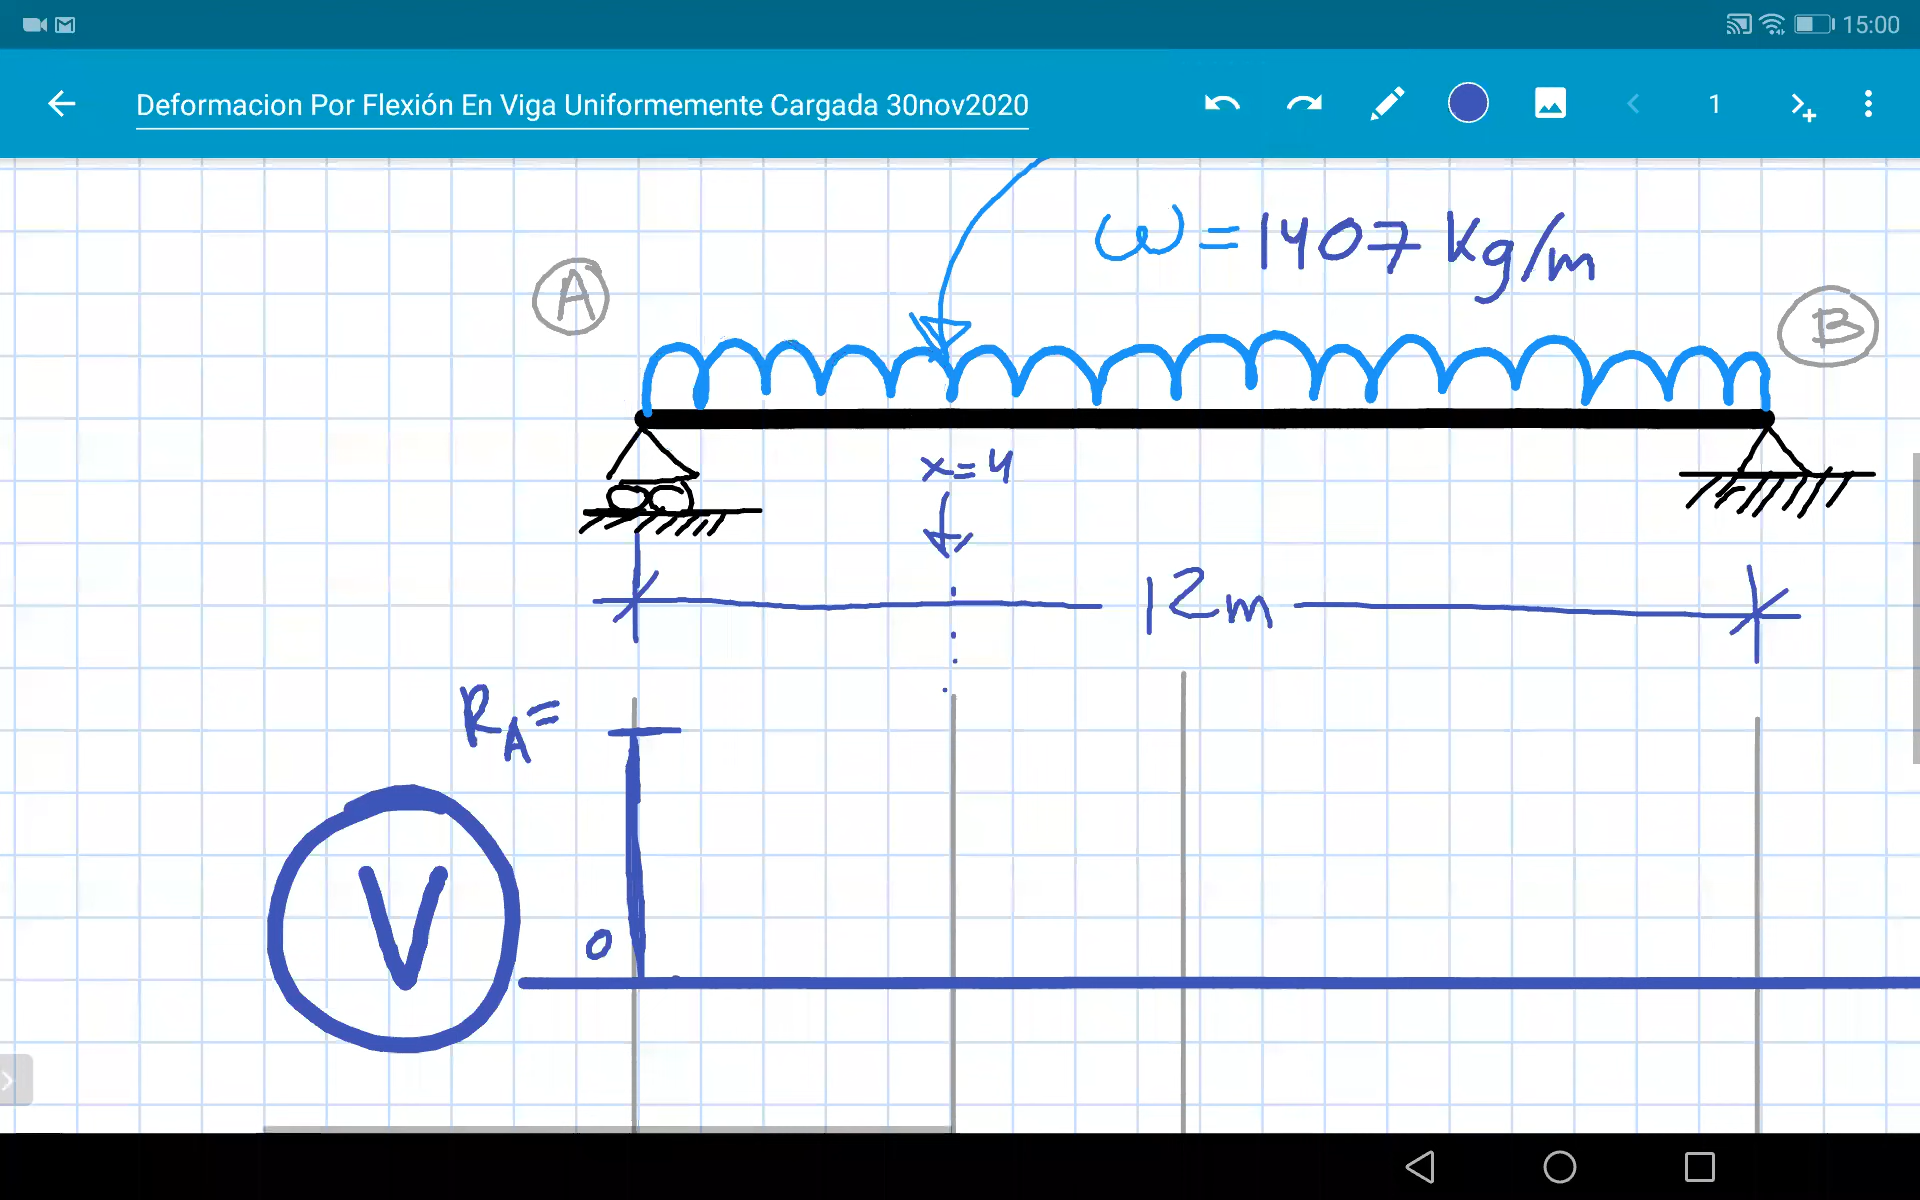 15:00
Deformacion Por Flexión En Viga Uniformemente Cargada 30nov2020
1
ω = 1407 Kg/m
A
B
x=4
12m
RA=
V
0